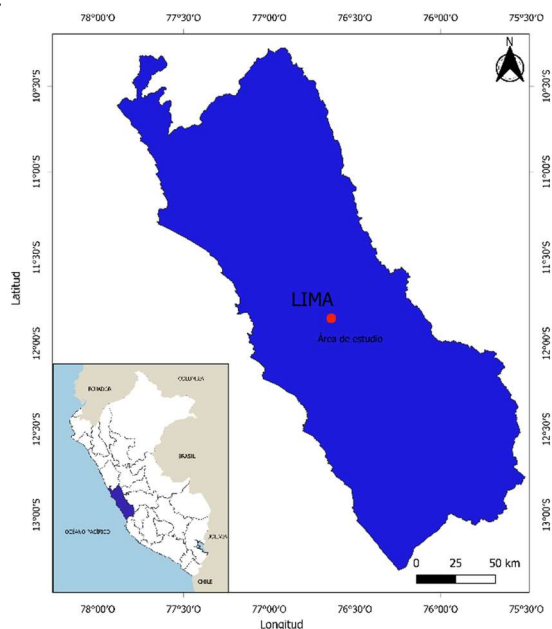 78°00'O 77°30'O 77°00'O 76°30'O 76°00'O 75°30'O
N
10°30'S 10°30'S
11°00'S 11°00'S
11°30'S 11°30'S
Latitud
LIMA
Área de estudio
12°00'S 12°00'S
12°30'S 12°30'S
13°00'S 13°00'S
COLOMBIA
ECUADOR
BRASIL
OCÉANO PACÍFICO
BOLIVIA
CHILE
0 25 50 km
78°00'O 77°30'O 77°00'O 76°30'O 76°00'O 75°30'O
Longitud